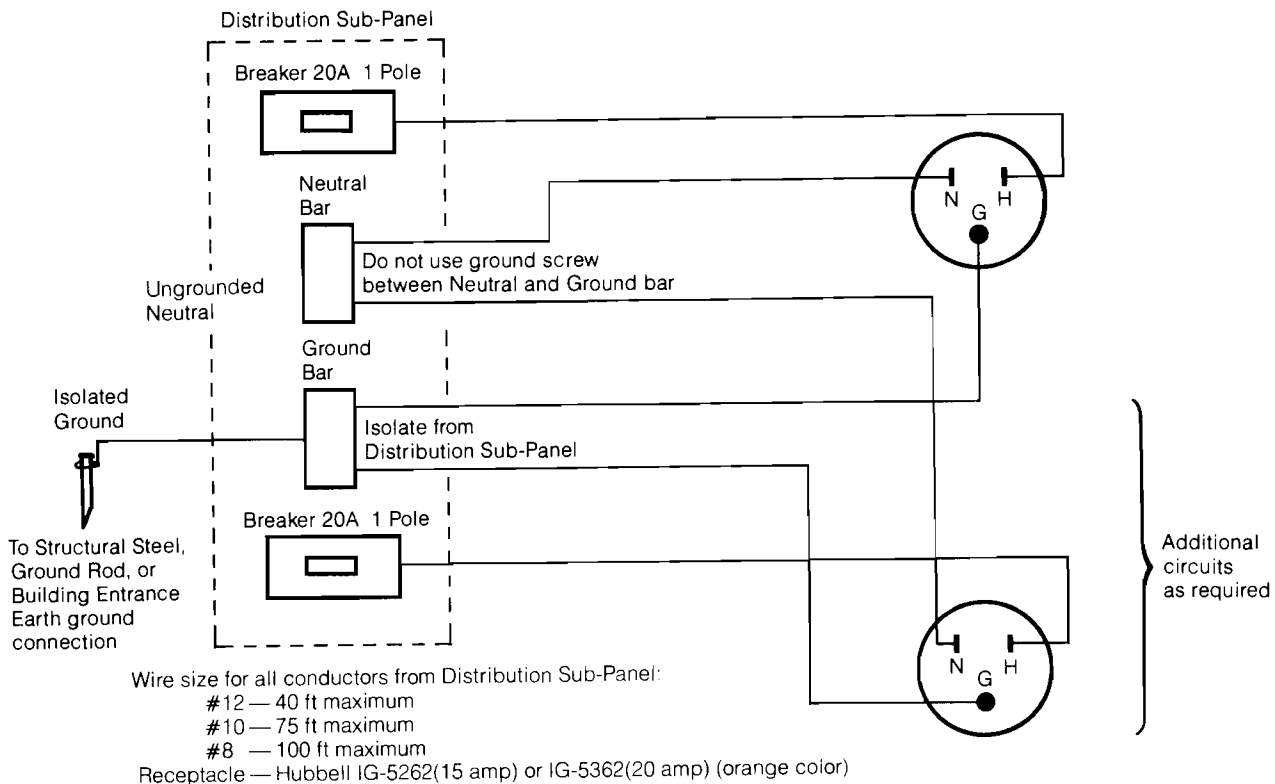 Distribution Sub-Panel
Breaker 20A 1 Pole
Neutral
Bar
N H
G
Do not use ground screw
between Neutral and Ground bar
Ungrounded
Neutral
Ground
Bar
Isolated
Ground
Isolate from
Distribution Sub-Panel
Breaker 20A 1 Pole
To Structural Steel,
Ground Rod, or
Building Entrance
Earth ground
connection
Additional
circuits
as required
N H
G
Wire size for all conductors from Distribution Sub-Panel:
#12 — 40 ft maximum
#10 — 75 ft maximum
#8 — 100 ft maximum
Receptacle — Hubbell IG-5262(15 amp) or IG-5362(20 amp) (orange color)